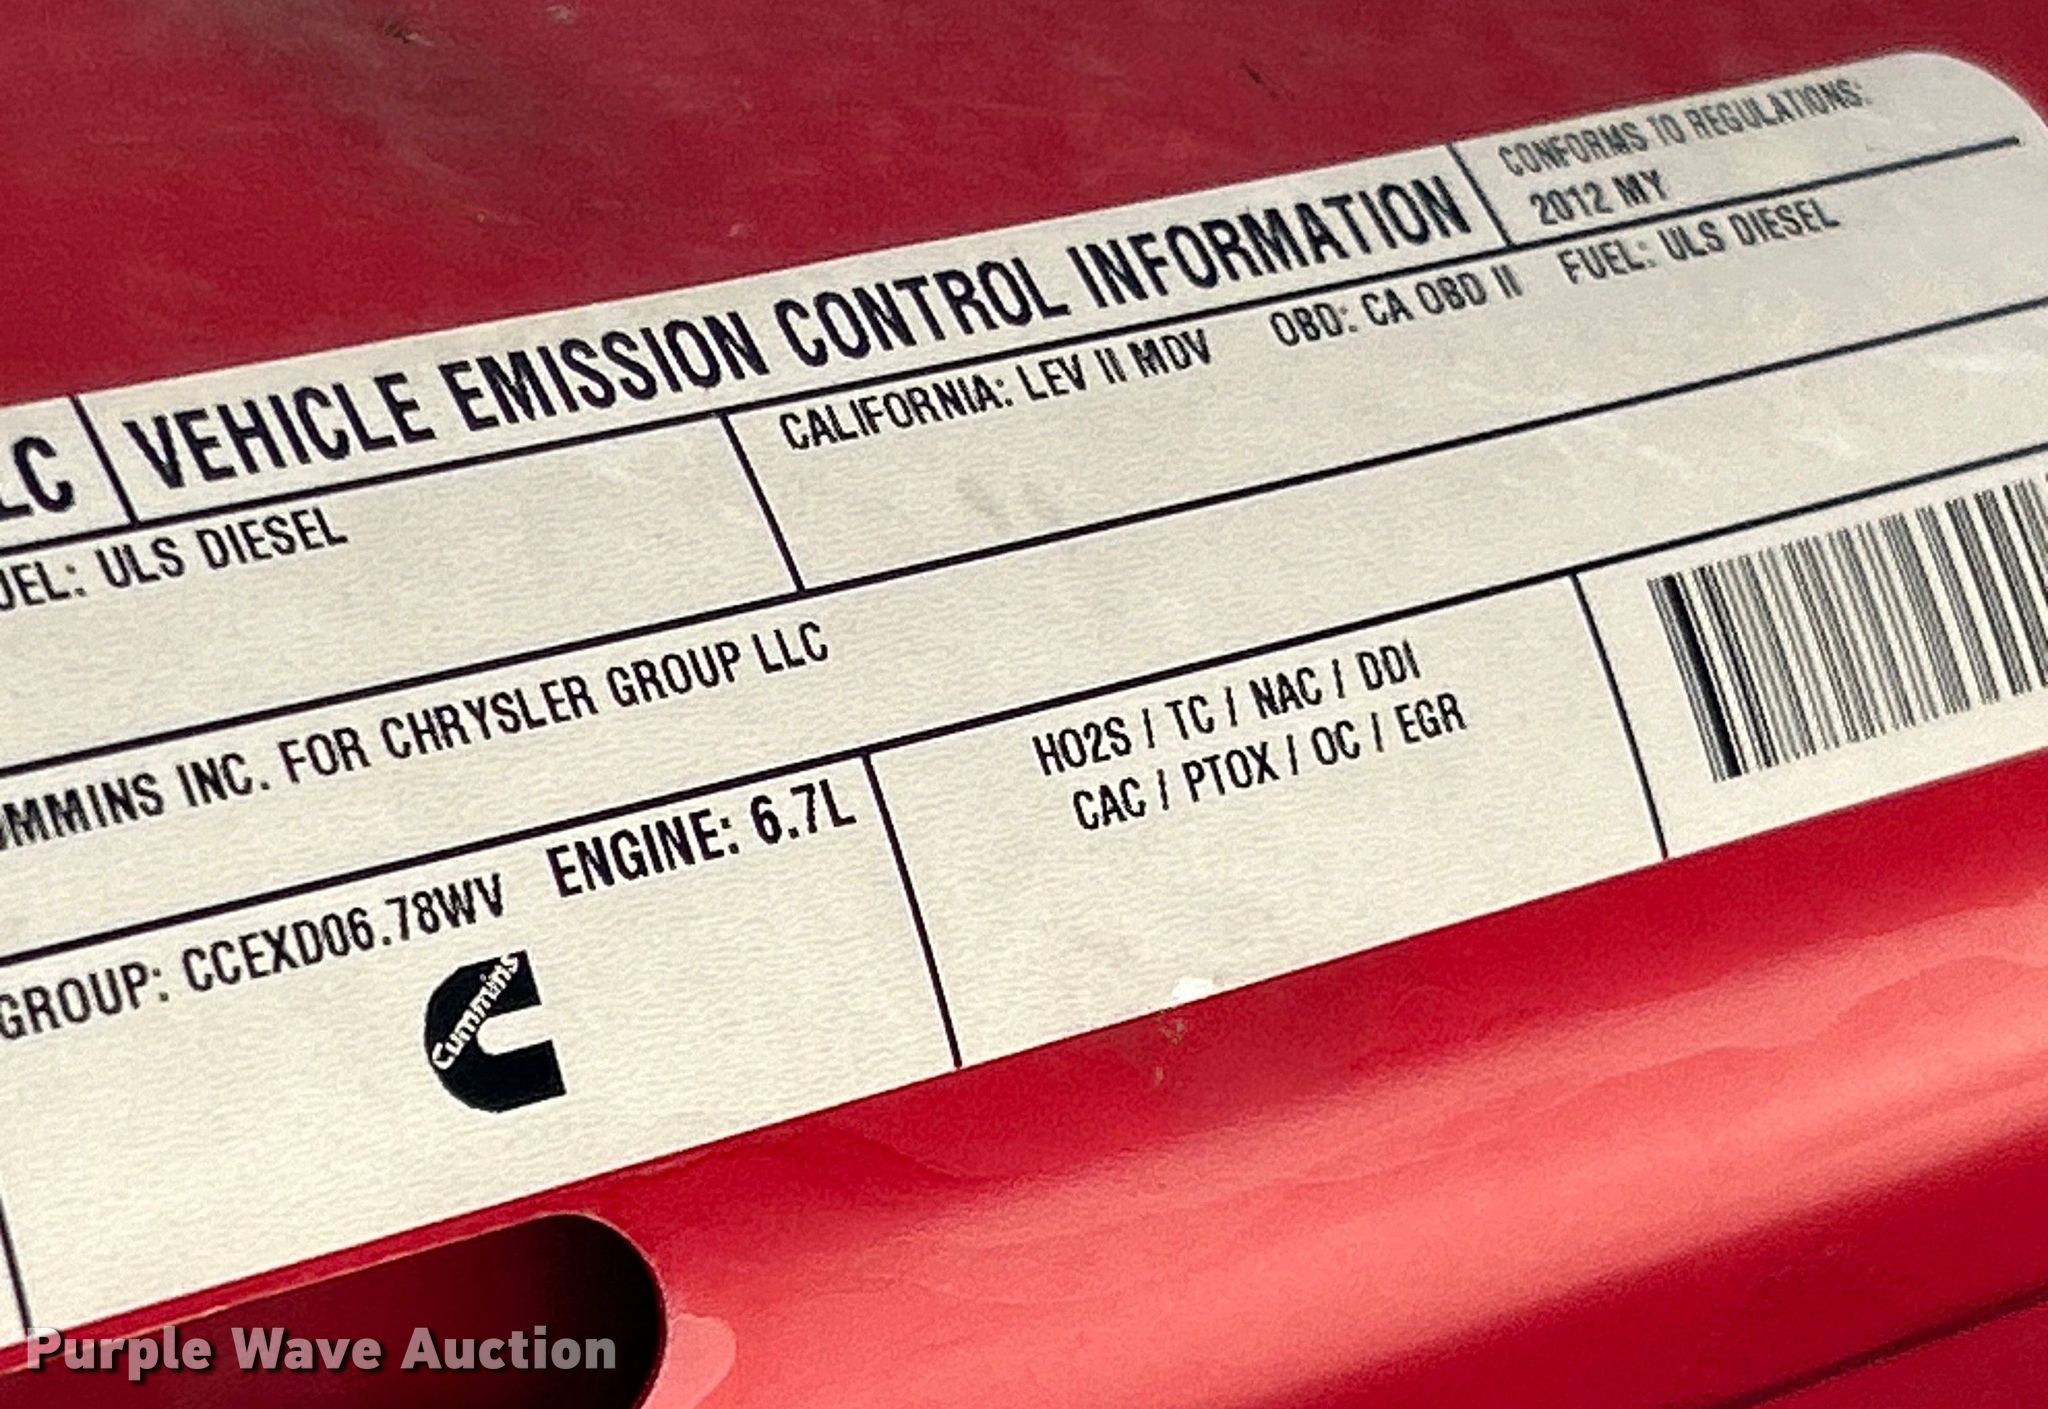 LC VEHICLE EMISSION CONTROL INFORMATION CONFORMS TO REGULATIONS:
2012 MY
UEL: ULS DIESEL CALIFORNIA: LEV II MDV OBD: CA OBD II FUEL: ULS DIESEL
UMMINS INC. FOR CHRYSLER GROUP LLC
GROUP: CCEXD06.78WV ENGINE: 6.7L
Cummins
HO2S / TC / NAC / DDI
CAC / PTOX / OC / EGR
Purple Wave Auction